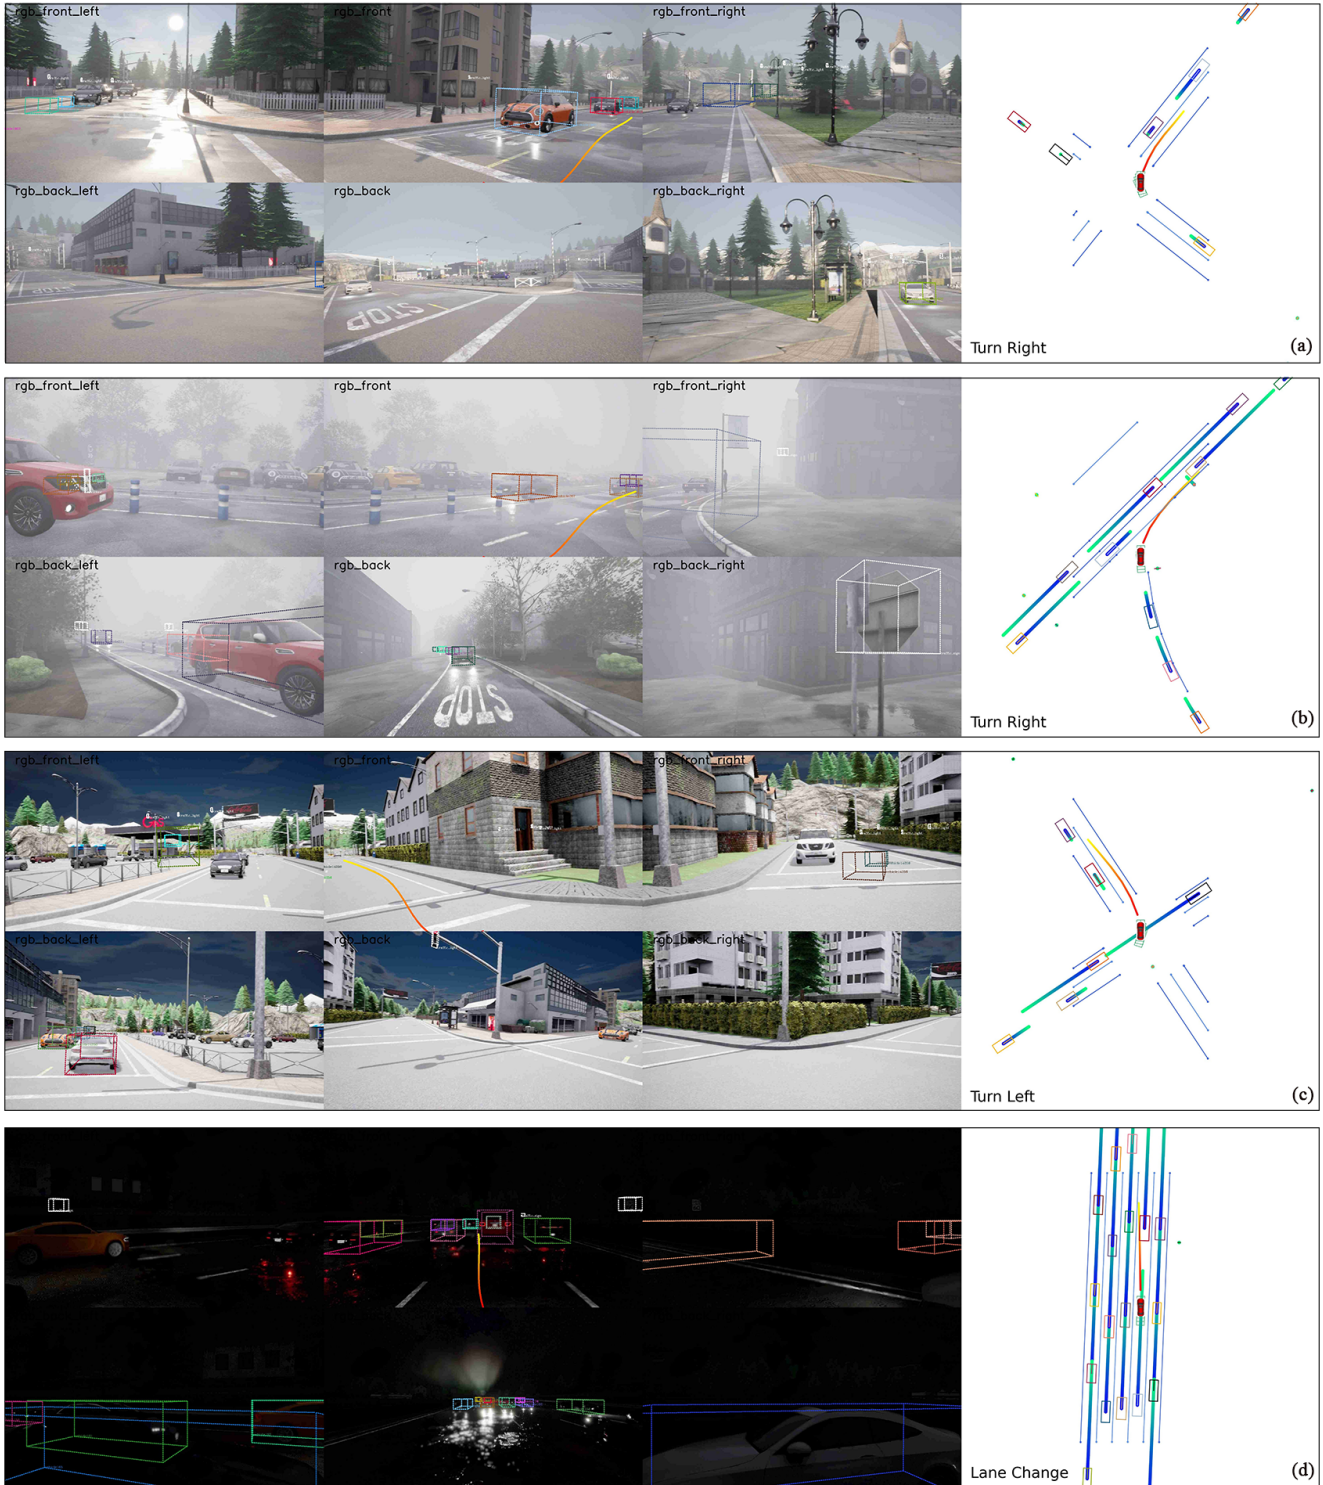 rgb_front_left
rgb_front
rgb_front_right
rgb_back_left
rgb_back
rgb_back_right
STOP
STOP
Turn Right
(a)
rgb_front_left
rgb_front
rgb_front_right
rgb_back_left
rgb_back
rgb_back_right
STOP
Turn Right
(b)
rgb_front_left
rgb_front
rgb_front_right
rgb_back_left
rgb_back
rgb_back_right
Turn Left
(c)
Lane Change
(d)